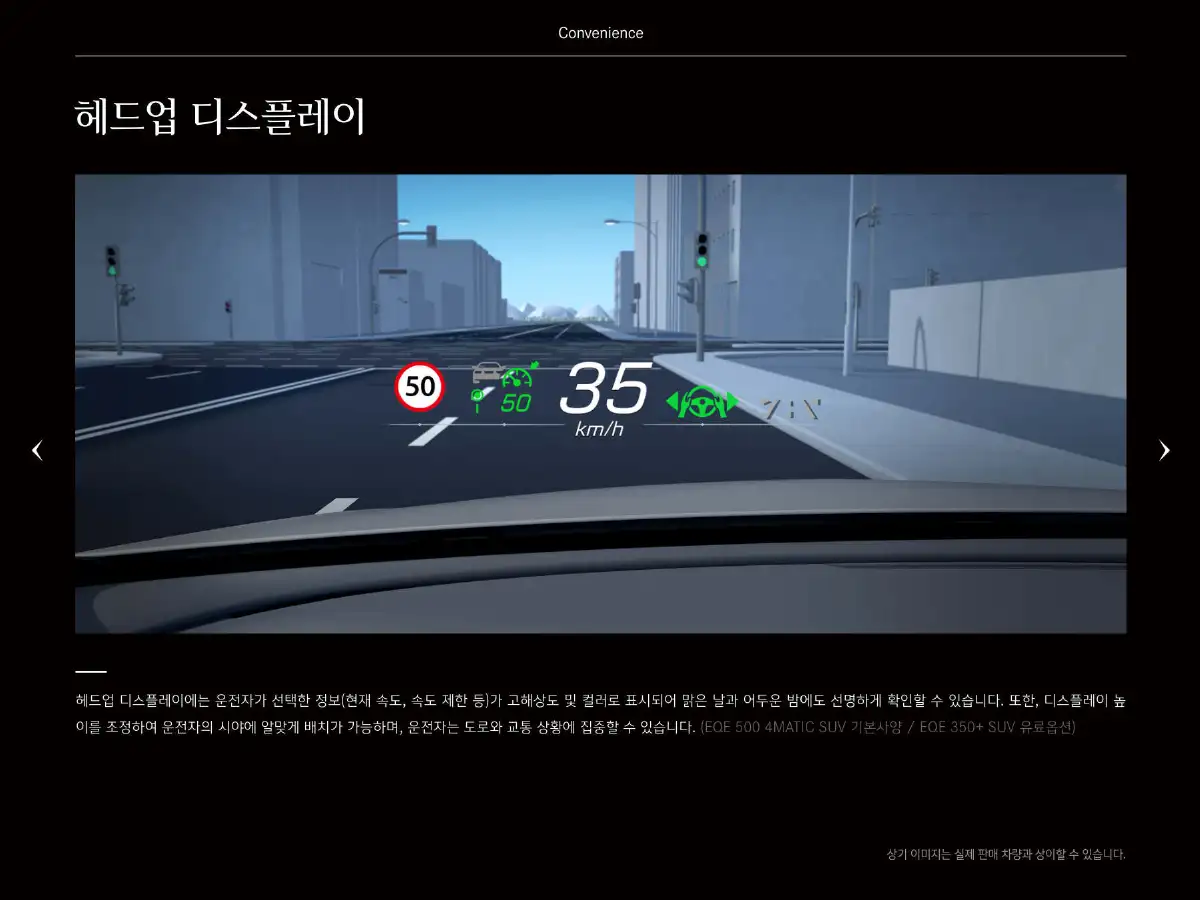 Convenience
헤드업 디스플레이
50
50
35
km/h
헤드업 디스플레이에는 운전자가 선택한 정보(현재 속도, 속도 제한 등)가 고해상도 및 컬러로 표시되어 맑은 날과 어두운 밤에도 선명하게 확인할 수 있습니다. 또한, 디스플레이 높
이를 조정하여 운전자의 시야에 알맞게 배치가 가능하며, 운전자는 도로와 교통 상황에 집중할 수 있습니다. (EQE 500 4MATIC SUV 기본사양 / EQE 350+ SUV 유료옵션)
상기 이미지는 실제 판매 차량과 상이할 수 있습니다.